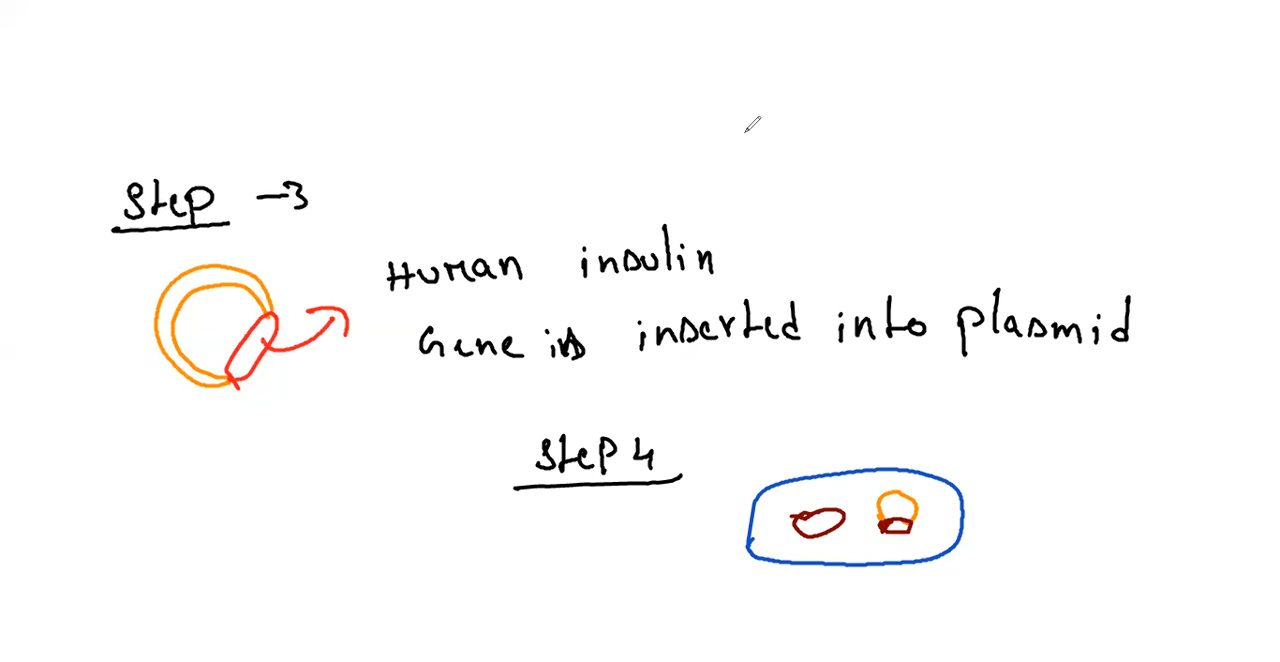 Step -3
Human insulin
Gene is inserted into plasmid
Step 4